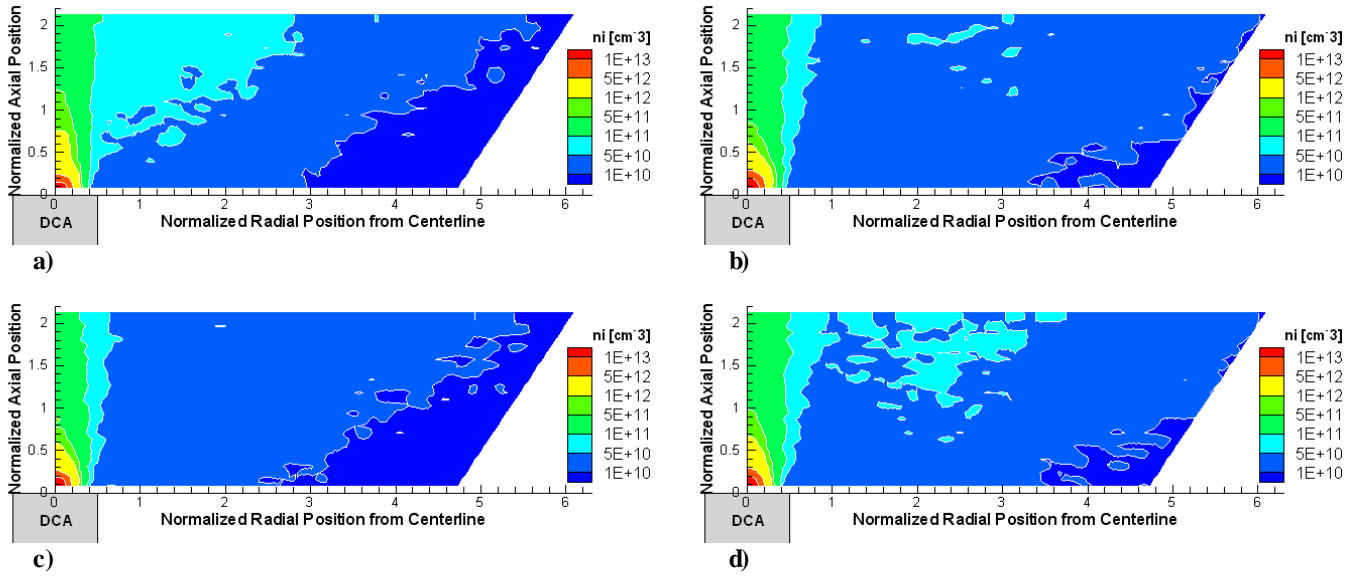 Normalized Axial Position
2
1.5
1
0.5
0
0 1 2 3 4 5 6
Normalized Radial Position from Centerline
DCA
ni [cm⁻3]
1E+13
5E+12
1E+12
5E+11
1E+11
5E+10
1E+10
a)
Normalized Axial Position
2
1.5
1
0.5
0
0 1 2 3 4 5 6
Normalized Radial Position from Centerline
DCA
ni [cm⁻3]
1E+13
5E+12
1E+12
5E+11
1E+11
5E+10
1E+10
b)
Normalized Axial Position
2
1.5
1
0.5
0
0 1 2 3 4 5 6
Normalized Radial Position from Centerline
DCA
ni [cm⁻3]
1E+13
5E+12
1E+12
5E+11
1E+11
5E+10
1E+10
c)
Normalized Axial Position
2
1.5
1
0.5
0
0 1 2 3 4 5 6
Normalized Radial Position from Centerline
DCA
ni [cm⁻3]
1E+13
5E+12
1E+12
5E+11
1E+11
5E+10
1E+10
d)